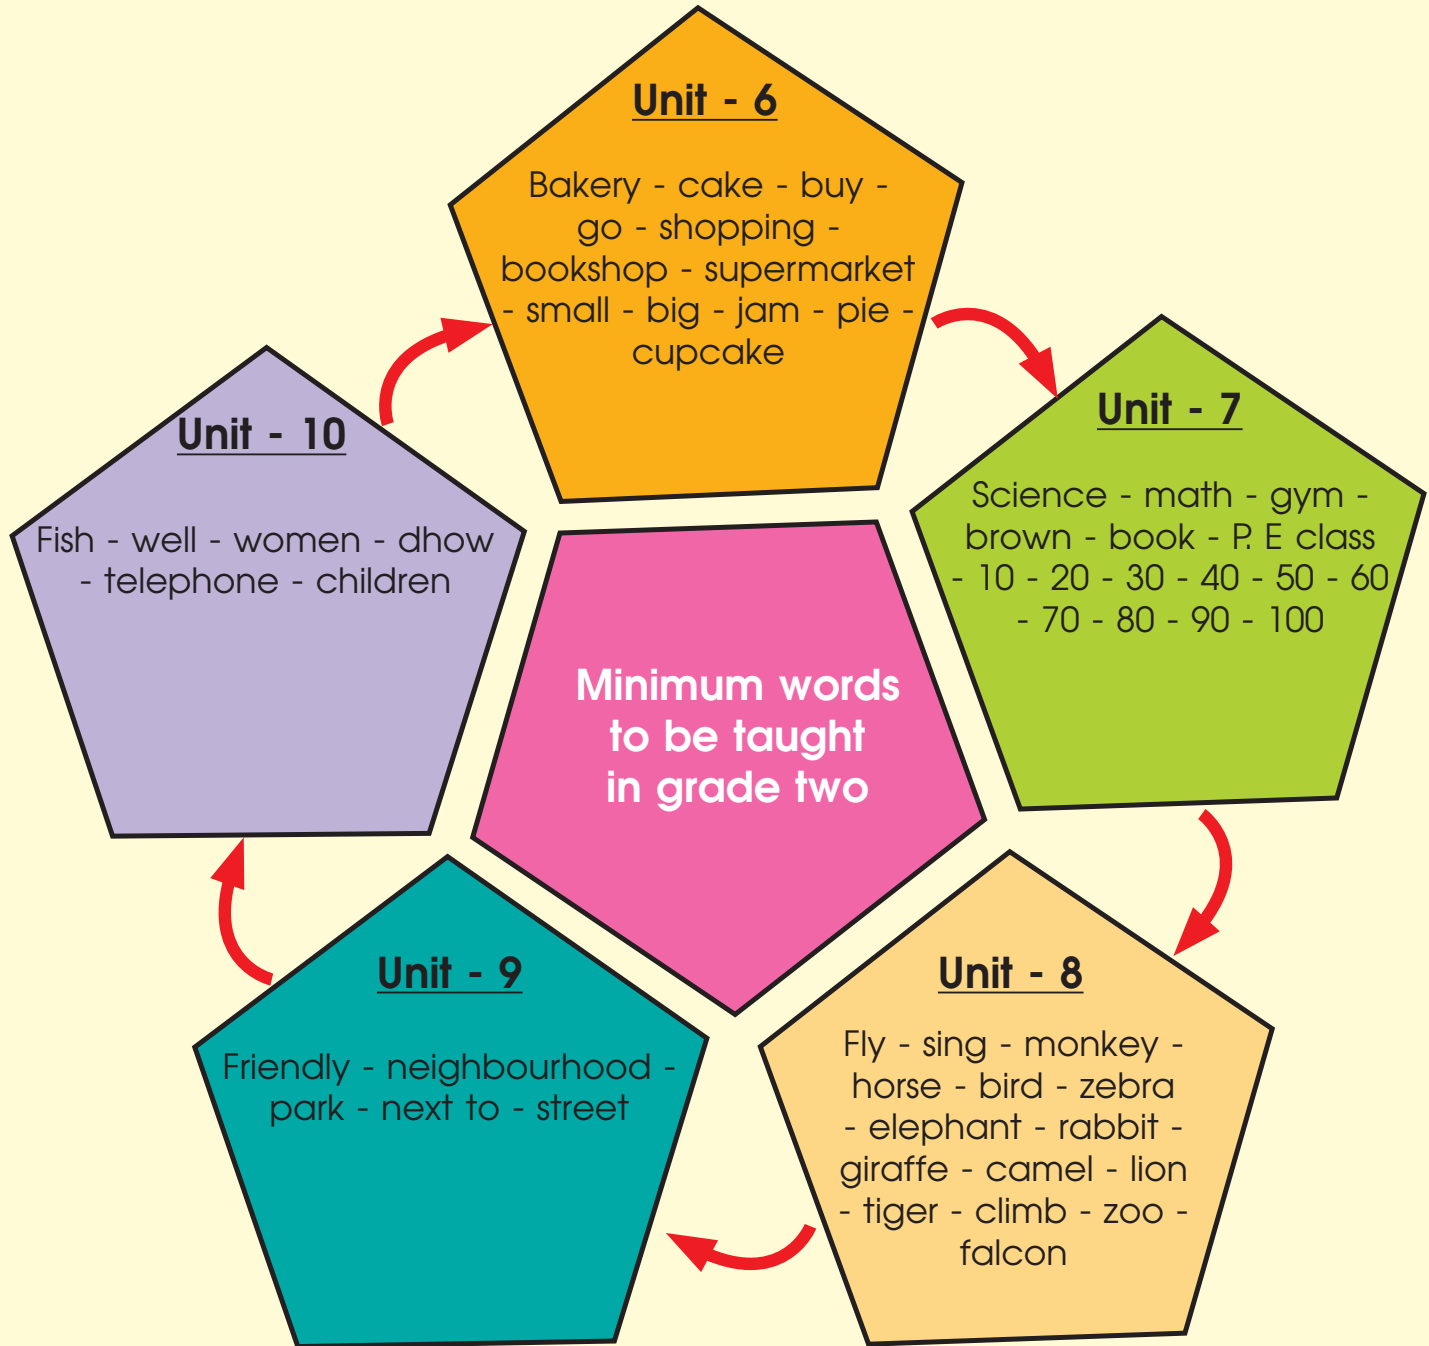 Unit - 6
Bakery - cake - buy -
go - shopping -
bookshop - supermarket
- small - big - jam - pie -
cupcake
Unit - 7
Science - math - gym -
brown - book - P. E class
- 10 - 20 - 30 - 40 - 50 - 60
- 70 - 80 - 90 - 100
Unit - 10
Fish - well - women - dhow
- telephone - children
Minimum words
to be taught
in grade two
Unit - 9
Friendly - neighbourhood -
park - next to - street
Unit - 8
Fly - sing - monkey -
horse - bird - zebra
- elephant - rabbit -
giraffe - camel - lion
- tiger - climb - zoo -
falcon